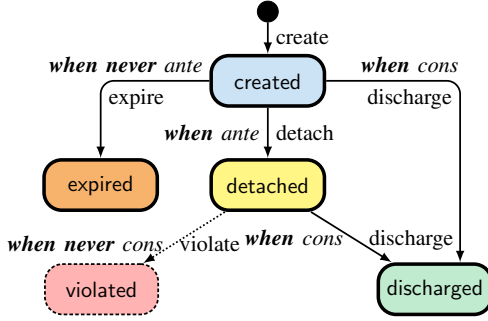 create
when never ante
when cons
created
expire
discharge
when ante
detach
expired
detached
when never cons
violate
when cons
discharge
violated
discharged